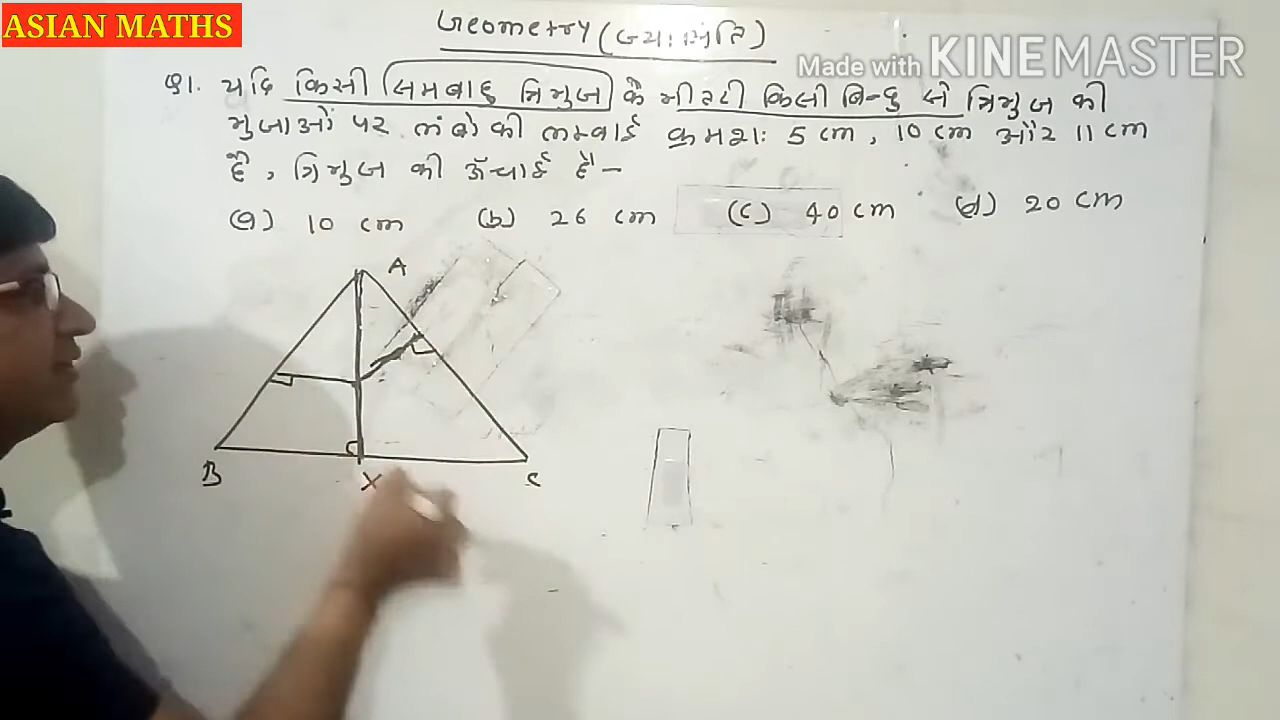 ASIAN MATHS
Geometry (ज्यामिति)
Made with KINEMASTER
Q1. यदि किसी समबाहु त्रिभुज के भीतरी किसी बिन्दु से त्रिभुज की
भुजाओं पर लंबो की लम्बाई क्रमशः 5 cm, 10 cm और 11 cm
है, त्रिभुज की ऊँचाई है -
(a) 10 cm (b) 26 cm (c) 40 cm (d) 20 cm
A
B X C